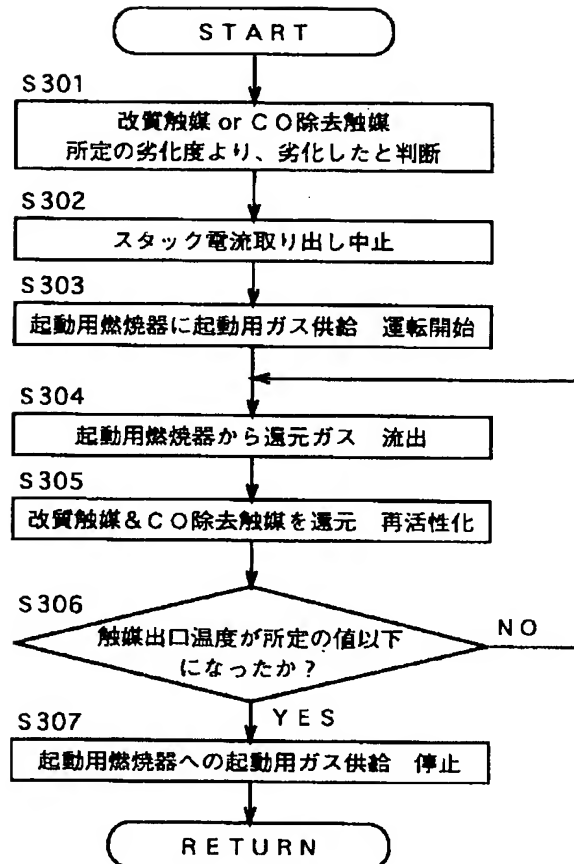 START
S301
改質触媒 or CO除去触媒
所定の劣化度より、劣化したと判断
S302
スタック電流取り出し中止
S303
起動用燃焼器に起動用ガス供給 運転開始
S304
起動用燃焼器から還元ガス 流出
S305
改質触媒&CO除去触媒を還元 再活性化
S306
触媒出口温度が所定の値以下
になったか?
NO
YES
S307
起動用燃焼器への起動用ガス供給 停止
RETURN